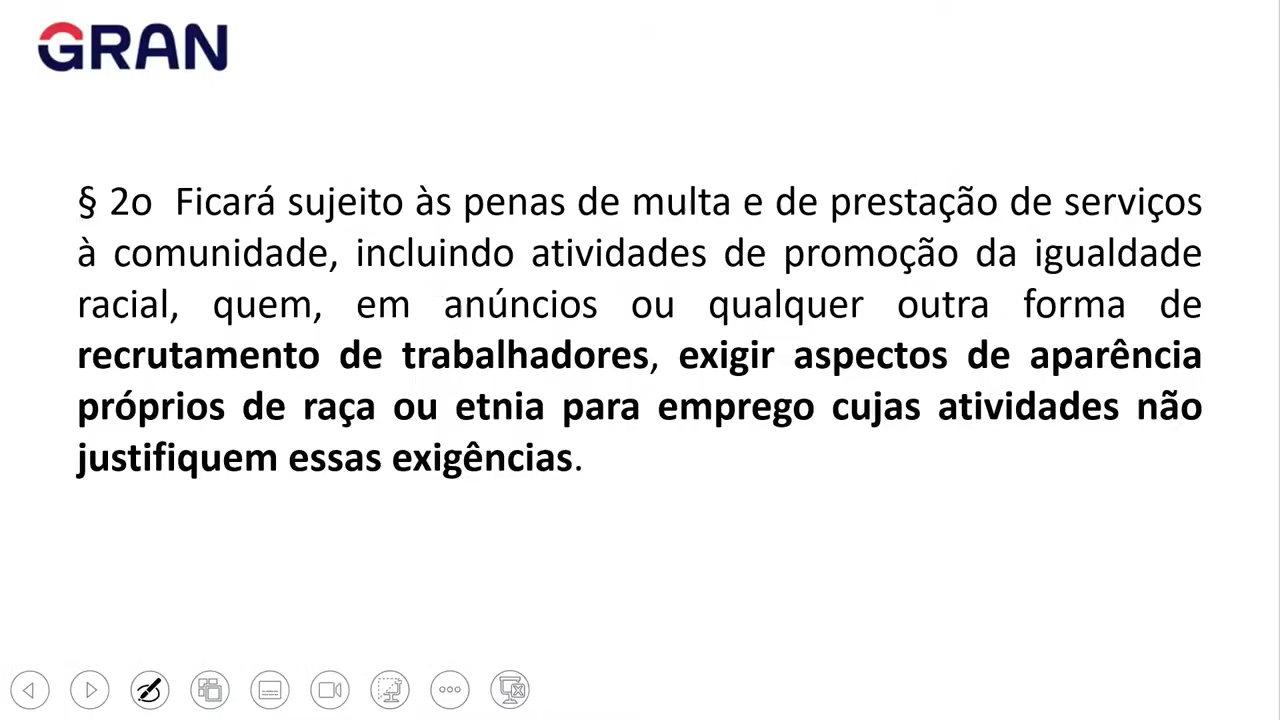 GRAN
§ 2o Ficará sujeito às penas de multa e de prestação de serviços
à comunidade, incluindo atividades de promoção da igualdade
racial, quem, em anúncios ou qualquer outra forma de
recrutamento de trabalhadores, exigir aspectos de aparência
próprios de raça ou etnia para emprego cujas atividades não
justifiquem essas exigências.